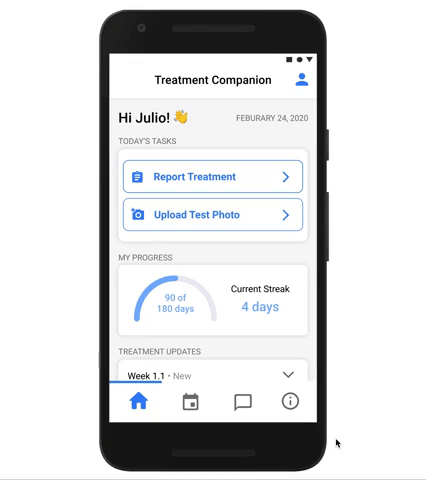 Treatment Companion
Hi Julio! 👋
FEBURARY 24, 2020
TODAY'S TASKS
Report Treatment
Upload Test Photo
MY PROGRESS
90 of
180 days
Current Streak
4 days
TREATMENT UPDATES
Week 1.1 • New